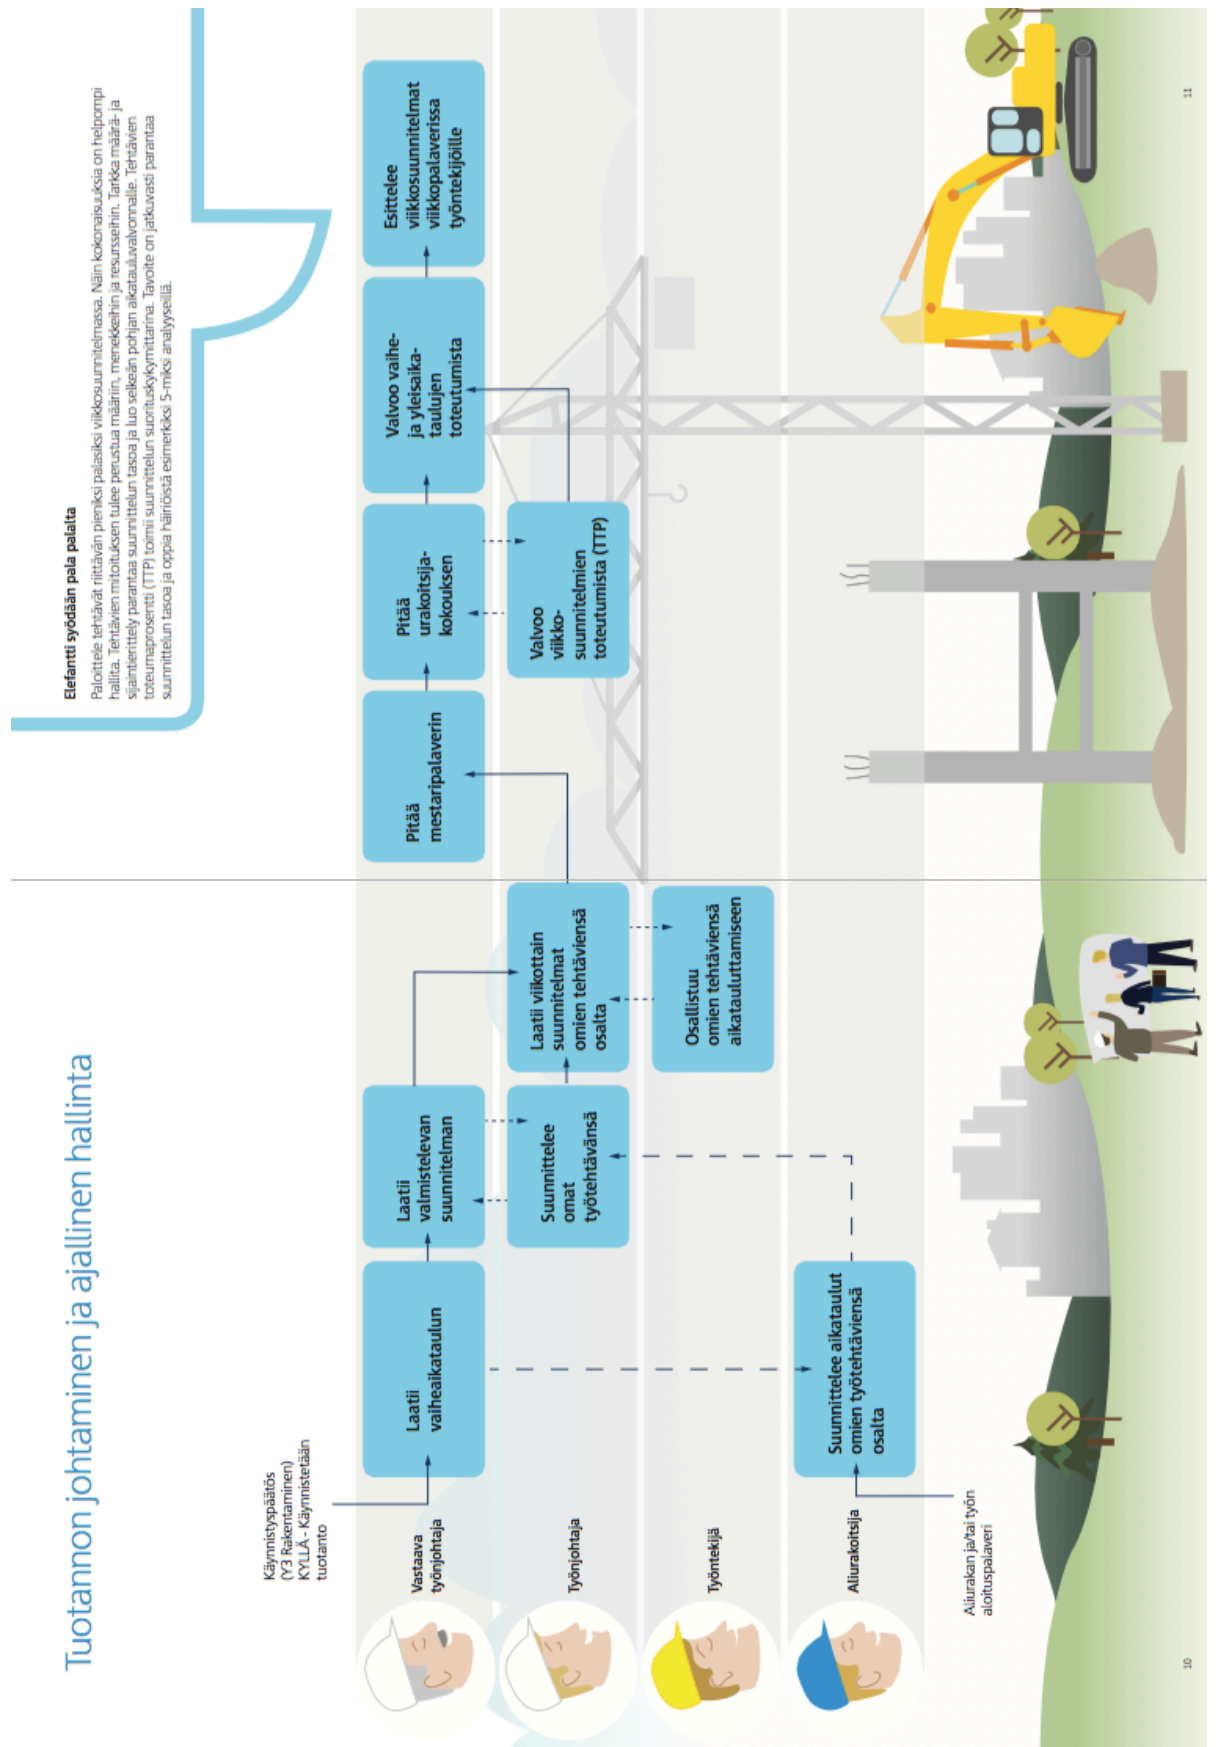 Tuotannon johtaminen ja ajallinen hallinta
Elefantti syödään pala palalta
Paloittele tehtävät riittävän pieniksi palasiksi viikkosuunnitelmassa. Näin kokonaisuuksia on helpompi
hallita. Tehtävien mitoituksen tulee perustua määriin, menekkeihin ja resursseihin. Tarkka määrä- ja
sijaintierittely parantaa suunnittelun tasoa ja luo selkeän pohjan aikatauluvalvonnalle. Tehtävien
toteumaprosentti (TTP) toimii suunnittelun suorituskykymittarina. Tavoite on jatkuvasti parantaa
suunnittelun tasoa ja oppia häiriöistä esimerkiksi 5-miksi analyyseillä.
Käynnistyspäätös
(Y3 Rakentaminen)
KYLLÄ - Käynnistetään
tuotanto
Vastaava
työnjohtaja
Laatii
vaiheaikataulun
Laatii
valmistelevan
suunnitelman
Pitää
mestaripalaverin
Pitää
urakoitsija-
kokouksen
Valvoo vaihe-
ja yleisaika-
taulujen
toteutumista
Esittelee
viikkosuunnitelmat
viikkopalaverissa
työntekijöille
Työnjohtaja
Suunnittelee
omat
työtehtävänsä
Laatii viikottain
suunnitelmat
omien tehtäviensä
osalta
Valvoo
viikko-
suunnitelmien
toteutumista (TTP)
Työntekijä
Osallistuu
omien tehtäviensä
aikatauluttamiseen
Aliurakoitsija
Suunnittelee aikataulut
omien työtehtäviensä
osalta
Aliurakan ja/tai työn
aloituspalaveri
10
11